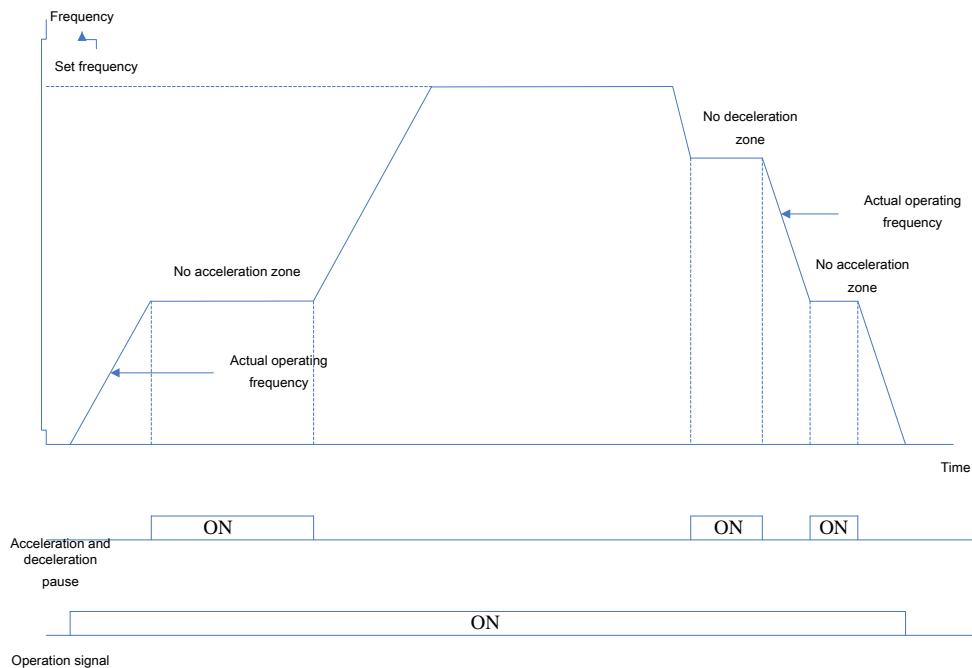 Frequency
Set frequency
No deceleration
zone
Actual operating
frequency
No acceleration zone
No acceleration
zone
Actual operating
frequency
Time
ON
ON
ON
Acceleration and
deceleration
pause
ON
Operation signal